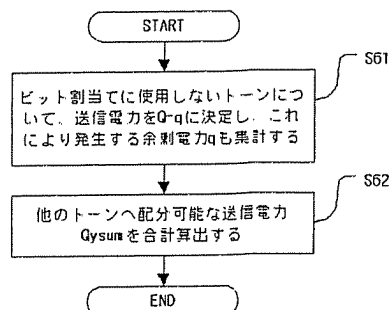 START
S61
ビット割当てに使用しないトーンにつ
いて、送信電力をQ-qに決定し、これ
により発生する余剰電力qも集計する
S62
他のトーンへ配分可能な送信電力
Qysumを合計算出する
END